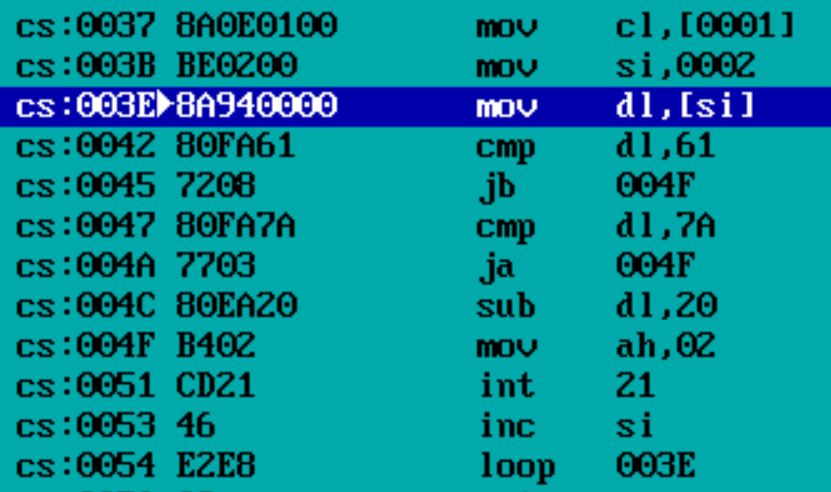 cs:0037 8A0E0100 mov cl,[0001]
cs:003B BE0200 mov si,0002
cs:003E►8A940000 mov dl,[si]
cs:0042 80FA61 cmp dl,61
cs:0045 7208 jb 004F
cs:0047 80FA7A cmp dl,7A
cs:004A 7703 ja 004F
cs:004C 80EA20 sub dl,20
cs:004F B402 mov ah,02
cs:0051 CD21 int 21
cs:0053 46 inc si
cs:0054 E2E8 loop 003E